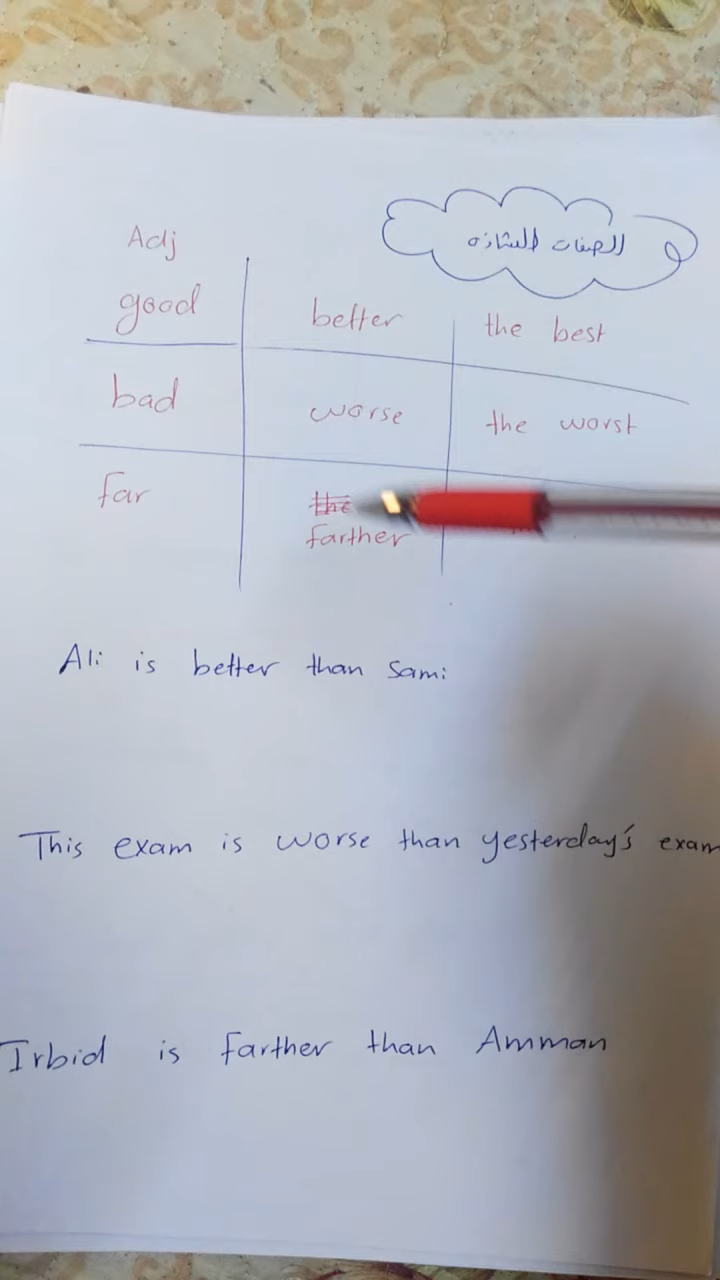 Adj
الصفات الشاذه
good better the best
bad worse the worst
far the
farther
Ali is better than Sami
This exam is worse than yesterday's exam
Irbid is farther than Amman